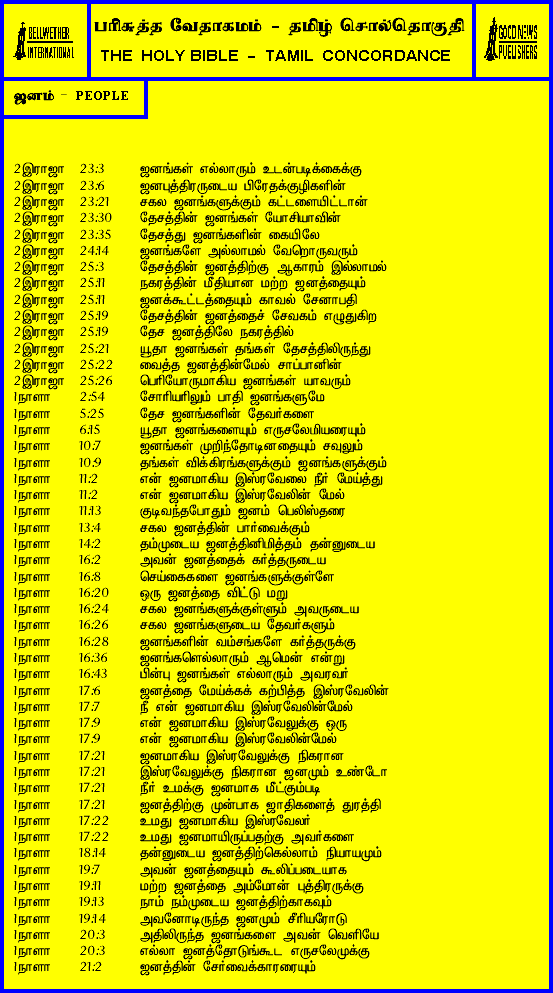 BELLWETHER
INTERNATIONAL
பரிசுத்த வேதாகமம் - தமிழ் சொல்தொகுதி
THE HOLY BIBLE - TAMIL CONCORDANCE
GOOD NEWS
PUBLISHERS
ஜனம் - PEOPLE
2இராஜா 23:3 ஜனங்கள் எல்லாரும் உடன்படிக்கைக்கு
2இராஜா 23:6 ஜனபுத்திரருடைய பிரேதக்குழிகளின்
2இராஜா 23:21 சகல ஜனங்களுக்கும் கட்டளையிட்டான்
2இராஜா 23:30 தேசத்தின் ஜனங்கள் யோசியாவின்
2இராஜா 23:35 தேசத்து ஜனங்களின் கையிலே
2இராஜா 24:14 ஜனங்களே அல்லாமல் வேறொருவரும்
2இராஜா 25:3 தேசத்தின் ஜனத்திற்கு ஆகாரம் இல்லாமல்
2இராஜா 25:11 நகரத்தின் மீதியான மற்ற ஜனத்தையும்
2இராஜா 25:11 ஜனக்கூட்டத்தையும் காவல் சேனாபதி
2இராஜா 25:19 தேசத்தின் ஜனத்தைச் சேவகம் எழுதுகிற
2இராஜா 25:19 தேச ஜனத்திலே நகரத்தில்
2இராஜா 25:21 யூதா ஜனங்கள் தங்கள் தேசத்திலிருந்து
2இராஜா 25:22 வைத்த ஜனத்தின்மேல் சாப்பானின்
2இராஜா 25:26 பெரியோருமாகிய ஜனங்கள் யாவரும்
1நாளா 2:54 சோரியரிலும் பாதி ஜனங்களுமே
1நாளா 5:25 தேச ஜனங்களின் தேவர்களை
1நாளா 6:15 யூதா ஜனங்களையும் எருசலேமியரையும்
1நாளா 10:7 ஜனங்கள் முறிந்தோடினதையும் சவுலும்
1நாளா 10:9 தங்கள் விக்கிரங்களுக்கும் ஜனங்களுக்கும்
1நாளா 11:2 என் ஜனமாகிய இஸ்ரவேலை நீர் மேய்த்து
1நாளா 11:2 என் ஜனமாகிய இஸ்ரவேலின் மேல்
1நாளா 11:13 குடிவந்தபோதும் ஜனம் பெலிஸ்தரை
1நாளா 13:4 சகல ஜனத்தின் பார்வைக்கும்
1நாளா 14:2 தம்முடைய ஜனத்தினிமித்தம் தன்னுடைய
1நாளா 16:2 அவன் ஜனத்தைக் கர்த்தருடைய
1நாளா 16:8 செய்கைகளை ஜனங்களுக்குள்ளே
1நாளா 16:20 ஒரு ஜனத்தை விட்டு மறு
1நாளா 16:24 சகல ஜனங்களுக்குள்ளும் அவருடைய
1நாளா 16:26 சகல ஜனங்களுடைய தேவர்களும்
1நாளா 16:28 ஜனங்களின் வம்சங்களே கர்த்தருக்கு
1நாளா 16:36 ஜனங்களெல்லாரும் ஆமென் என்று
1நாளா 16:43 பின்பு ஜனங்கள் எல்லாரும் அவரவர்
1நாளா 17:6 ஜனத்தை மேய்க்கக் கற்பித்த இஸ்ரவேலின்
1நாளா 17:7 நீ என் ஜனமாகிய இஸ்ரவேலின்மேல்
1நாளா 17:9 என் ஜனமாகிய இஸ்ரவேலுக்கு ஒரு
1நாளா 17:9 என் ஜனமாகிய இஸ்ரவேலின்மேல்
1நாளா 17:21 ஜனமாகிய இஸ்ரவேலுக்கு நிகரான
1நாளா 17:21 இஸ்ரவேலுக்கு நிகரான ஜனமும் உண்டோ
1நாளா 17:21 நீர் உமக்கு ஜனமாக மீட்கும்படி
1நாளா 17:21 ஜனத்திற்கு முன்பாக ஜாதிகளைத் துரத்தி
1நாளா 17:22 உமது ஜனமாகிய இஸ்ரவேலர்
1நாளா 17:22 உமது ஜனமாயிருப்பதற்கு அவர்களை
1நாளா 18:14 தன்னுடைய ஜனத்திற்கெல்லாம் நியாயமும்
1நாளா 19:7 அவன் ஜனத்தையும் கூலிப்படையாக
1நாளா 19:11 மற்ற ஜனத்தை அம்மோன் புத்திரருக்கு
1நாளா 19:13 நாம் நம்முடைய ஜனத்திற்காகவும்
1நாளா 19:14 அவனோடிருந்த ஜனமும் சீரியரோடு
1நாளா 20:3 அதிலிருந்த ஜனங்களை அவன் வெளியே
1நாளா 20:3 எல்லா ஜனத்தோடுங்கூட எருசலேமுக்கு
1நாளா 21:2 ஜனத்தின் சேர்வைக்காரரையும்